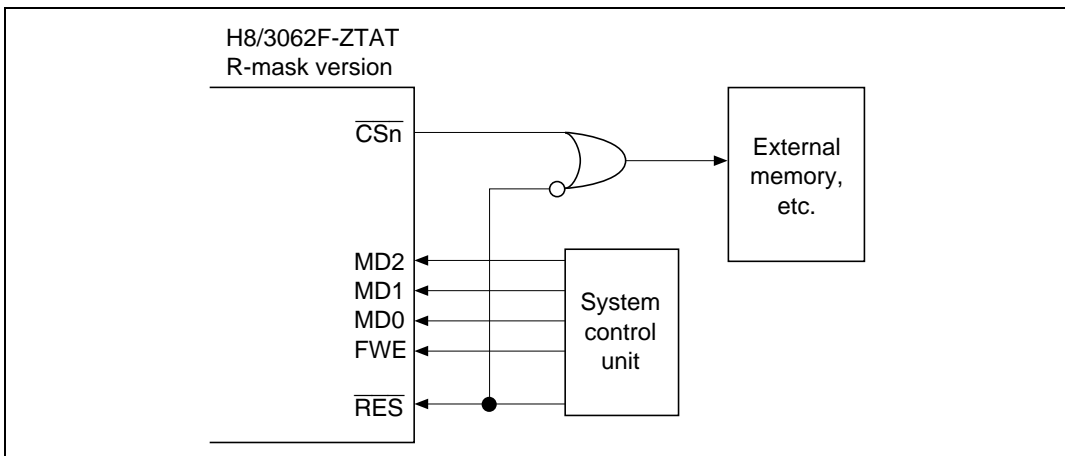 H8/3062F-ZTAT
R-mask version
CSn
External
memory,
etc.
MD2
MD1
MD0
FWE
RES
System
control
unit